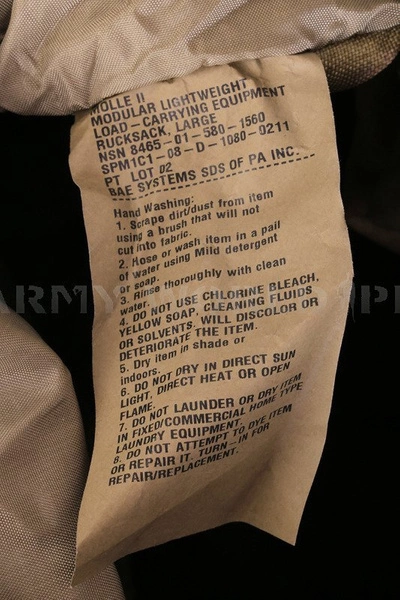 MOLLE II
MODULAR LIGHTWEIGHT
LOAD-CARRYING EQUIPMENT
RUCKSACK, LARGE
NSN 8465-01-580-1560
SPM1C1-08-D-1080-0211
PT LOT 02
BAE SYSTEMS SDS OF PA INC.
Hand Washing:
1. Scrape dirt/dust from item
using a brush that will not
cut into fabric.
2. Hose or wash item in a pail
of water using Mild detergent
or soap.
3. Rinse thoroughly with clean
water.
4. DO NOT USE CHLORINE BLEACH,
YELLOW SOAP, CLEANING FLUIDS
OR SOLVENTS. WILL DISCOLOR OR
DETERIORATE THE ITEM.
5. Dry item in shade or
indoors.
6. DO NOT DRY IN DIRECT SUN
LIGHT, DIRECT HEAT OR OPEN
FLAME.
7. DO NOT LAUNDER OR DRY ITEM
IN FIXED/COMMERCIAL HOME TYPE
LAUNDRY EQUIPMENT.
8. DO NOT ATTEMPT TO DYE ITEM
OR REPAIR IT. TURN-IN FOR
REPAIR/REPLACEMENT.